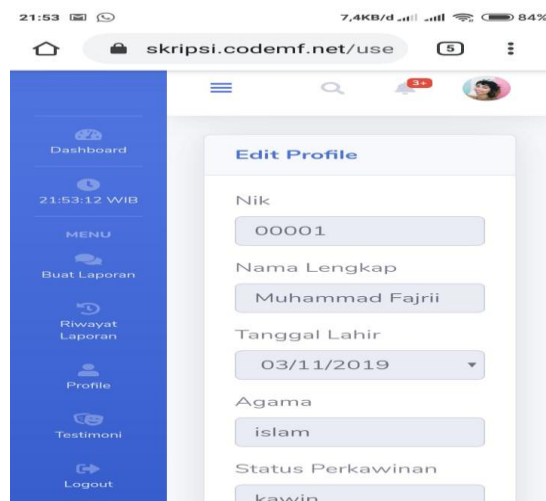 21:53 7,4KB/d 84%
skripsi.codemf.net/use 5
3+
Dashboard
21:53:12 WIB
MENU
Buat Laporan
Riwayat
Laporan
Profile
Testimoni
Logout
Edit Profile
Nik
00001
Nama Lengkap
Muhammad Fajrii
Tanggal Lahir
03/11/2019
Agama
islam
Status Perkawinan
kawin